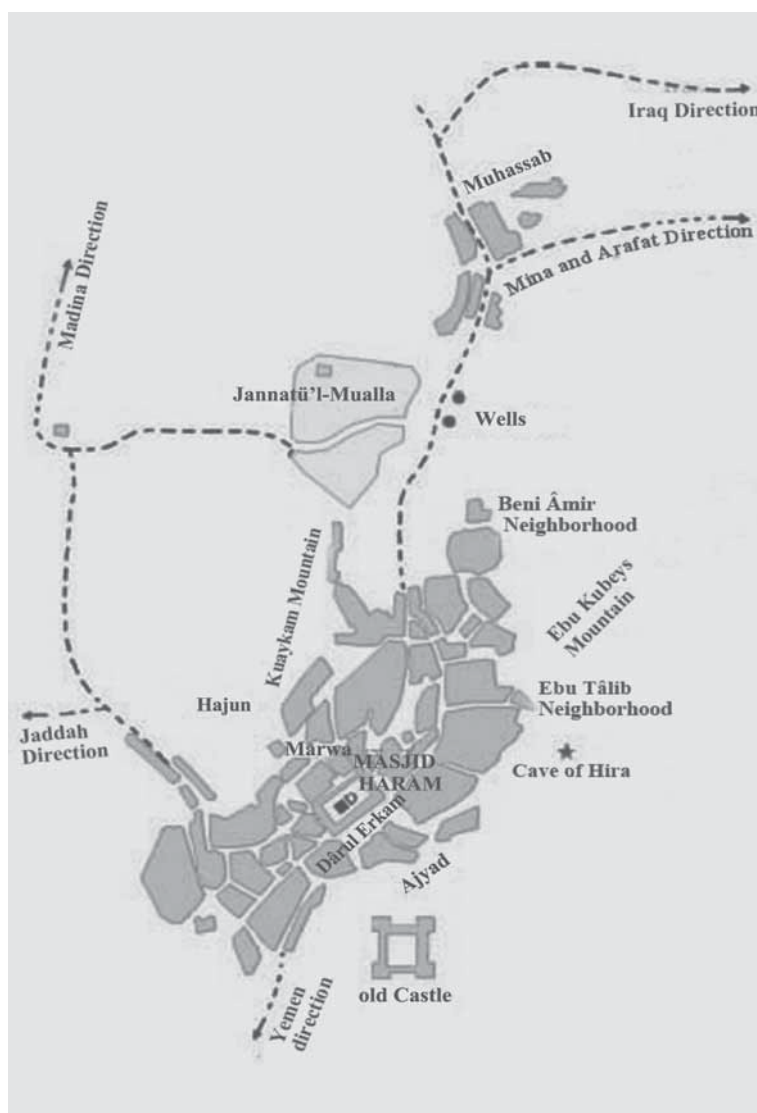 Iraq Direction
Muhassab
Madina Direction
Mina and Arafat Direction
Jannatü’l-Mualla
Wells
Beni Âmir
Neighborhood
Kuaykam Mountain
Ebu Kubeys
Mountain
Hajun
Ebu Tâlib
Neighborhood
Jaddah
Direction
Marwa
MASJID
HARAM
Cave of Hira
Dârul Erkam
Ajyad
old Castle
Yemen
direction